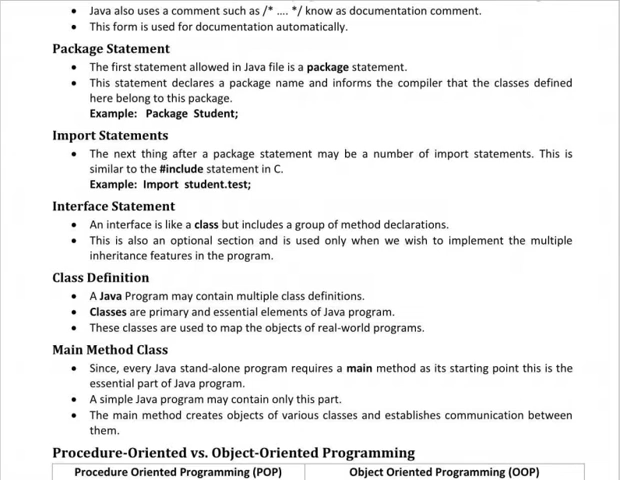 • Java also uses a comment such as /* .... */ know as documentation comment.
• This form is used for documentation automatically.
Package Statement
• The first statement allowed in Java file is a package statement.
• This statement declares a package name and informs the compiler that the classes defined
here belong to this package.
Example: Package Student;
Import Statements
• The next thing after a package statement may be a number of import statements. This is
similar to the #include statement in C.
Example: Import student.test;
Interface Statement
• An interface is like a class but includes a group of method declarations.
• This is also an optional section and is used only when we wish to implement the multiple
inheritance features in the program.
Class Definition
• A Java Program may contain multiple class definitions.
• Classes are primary and essential elements of Java program.
• These classes are used to map the objects of real-world programs.
Main Method Class
• Since, every Java stand-alone program requires a main method as its starting point this is the
essential part of Java program.
• A simple Java program may contain only this part.
• The main method creates objects of various classes and establishes communication between
them.
Procedure-Oriented vs. Object-Oriented Programming
Procedure Oriented Programming (POP) Object Oriented Programming (OOP)